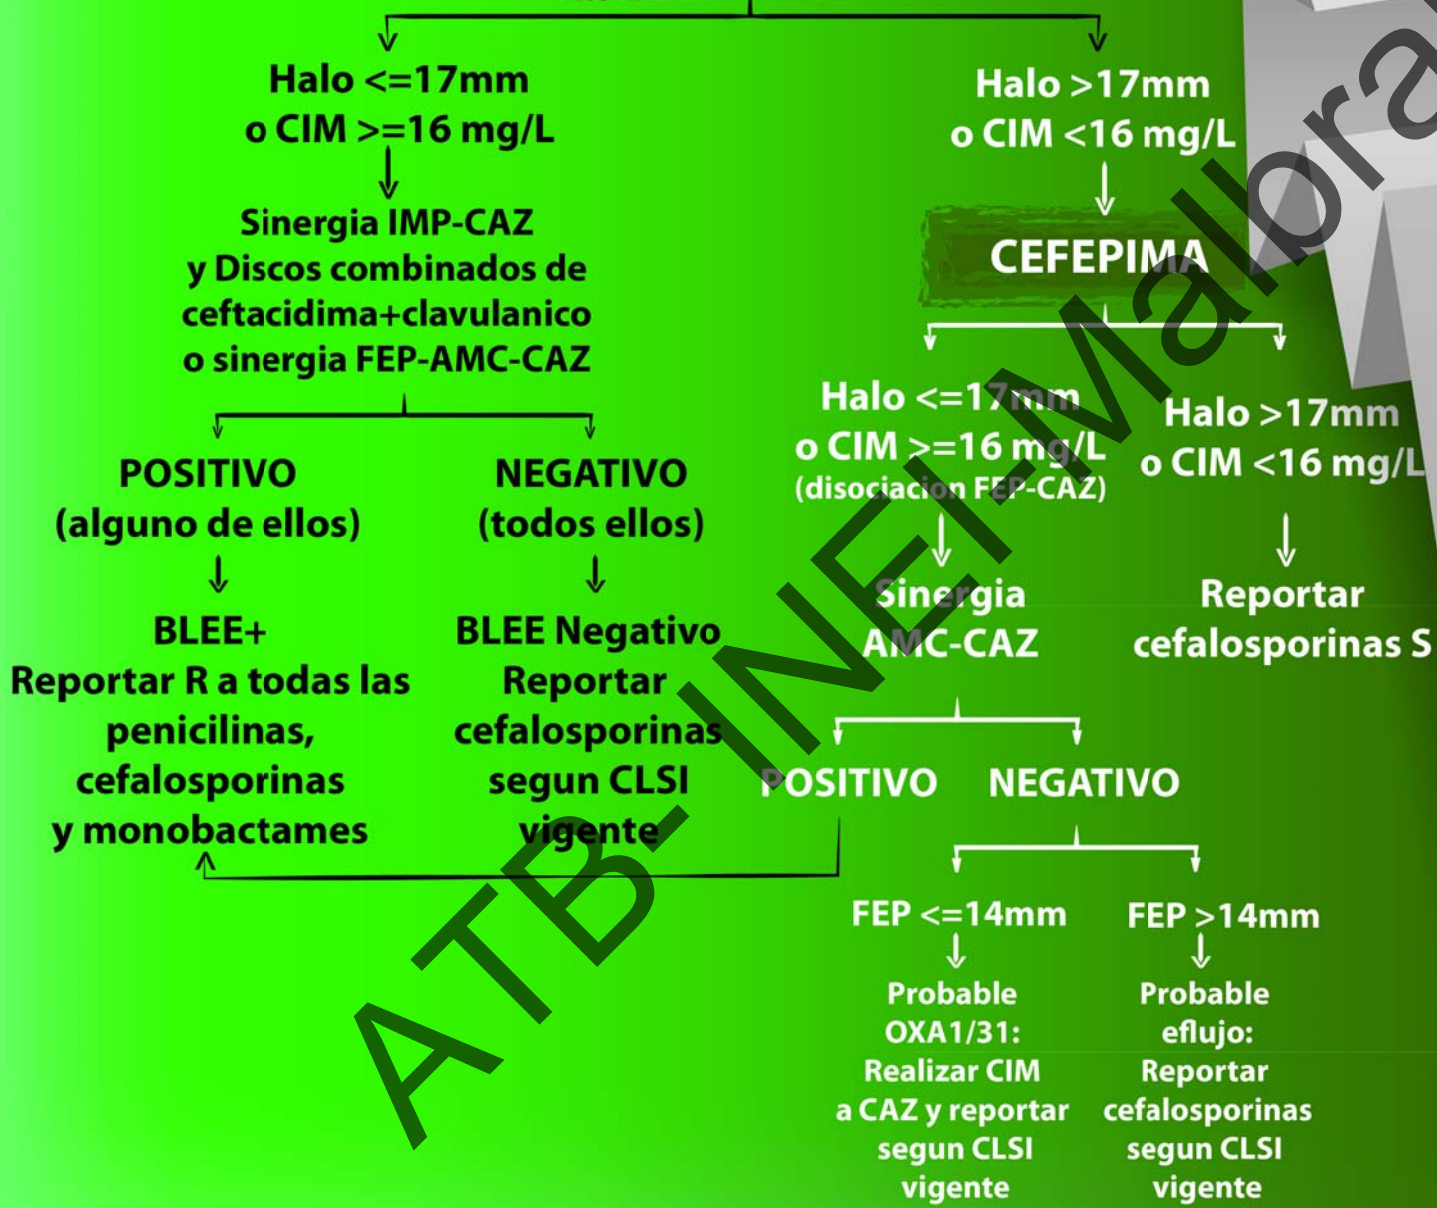 Halo <=17mm
o CIM >=16 mg/L
Sinergia IMP-CAZ
y Discos combinados de
ceftacidima+clavulanico
o sinergia FEP-AMC-CAZ
POSITIVO
(alguno de ellos)
BLEE+
Reportar R a todas las
penicilinas,
cefalosporinas
y monobactames
NEGATIVO
(todos ellos)
BLEE Negativo
Reportar
cefalosporinas
segun CLSI
vigente
Halo >17mm
o CIM <16 mg/L
CEFEPIMA
Halo <=17mm
o CIM >=16 mg/L
(disociacion FEP-CAZ)
Sinergia
AMC-CAZ
Halo >17mm
o CIM <16 mg/L
Reportar
cefalosporinas S
POSITIVO
NEGATIVO
FEP <=14mm
Probable
OXA1/31:
Realizar CIM
a CAZ y reportar
segun CLSI
vigente
FEP >14mm
Probable
eflujo:
Reportar
cefalosporinas
segun CLSI
vigente
ATB- INEI-Malbra